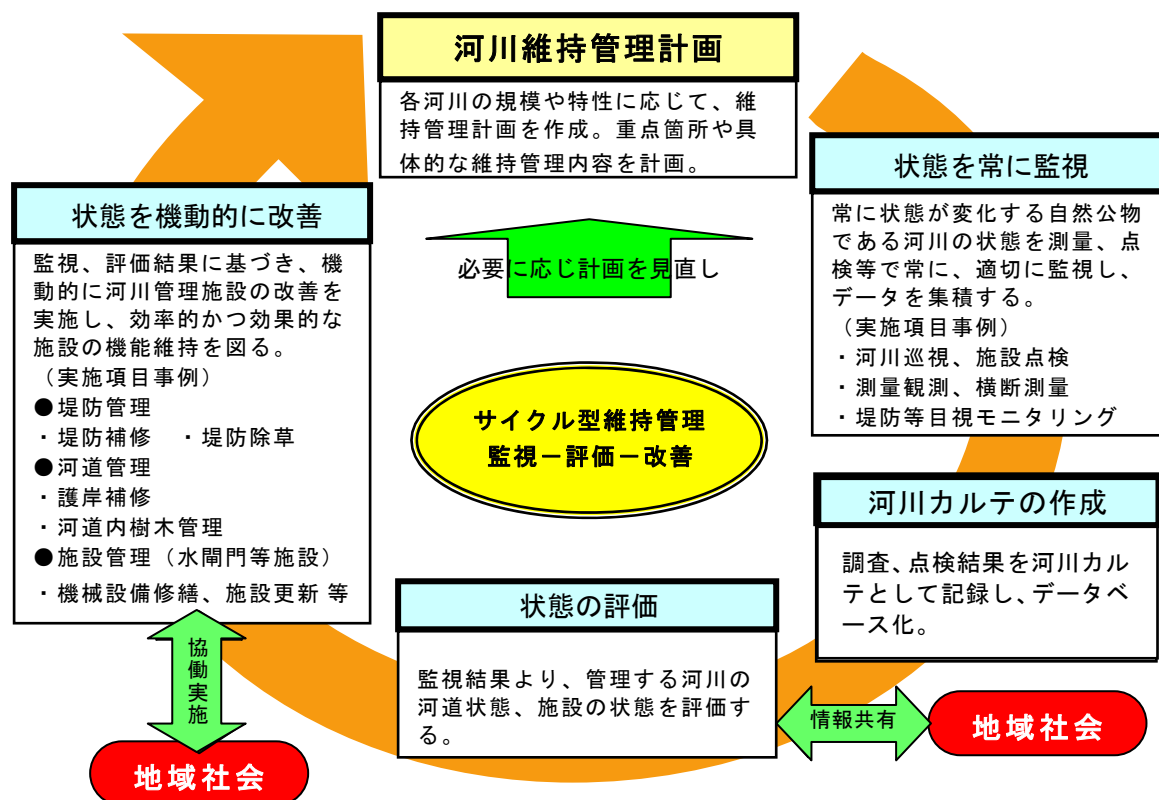 河川維持管理計画
各河川の規模や特性に応じて、維
持管理計画を作成。重点箇所や具
体的な維持管理内容を計画。
状態を常に監視
常に状態が変化する自然公物
である河川の状態を測量、点
検等で常に、適切に監視し、
データを集積する。
（実施項目事例）
・河川巡視、施設点検
・測量観測、横断測量
・堤防等目視モニタリング
河川カルテの作成
調査、点検結果を河川カル
テとして記録し、データベ
ース化。
状態の評価
監視結果より、管理する河川の
河道状態、施設の状態を評価す
る。
情報共有
地域社会
状態を機動的に改善
監視、評価結果に基づき、機
動的に河川管理施設の改善を
実施し、効率的かつ効果的な
施設の機能維持を図る。
（実施項目事例）
●堤防管理
・堤防補修　・堤防除草
●河道管理
・護岸補修
・河道内樹木管理
●施設管理（水閘門等施設）
・機械設備修繕、施設更新 等
協働実施
地域社会
必要に応じ計画を見直し
サイクル型維持管理
監視－評価－改善